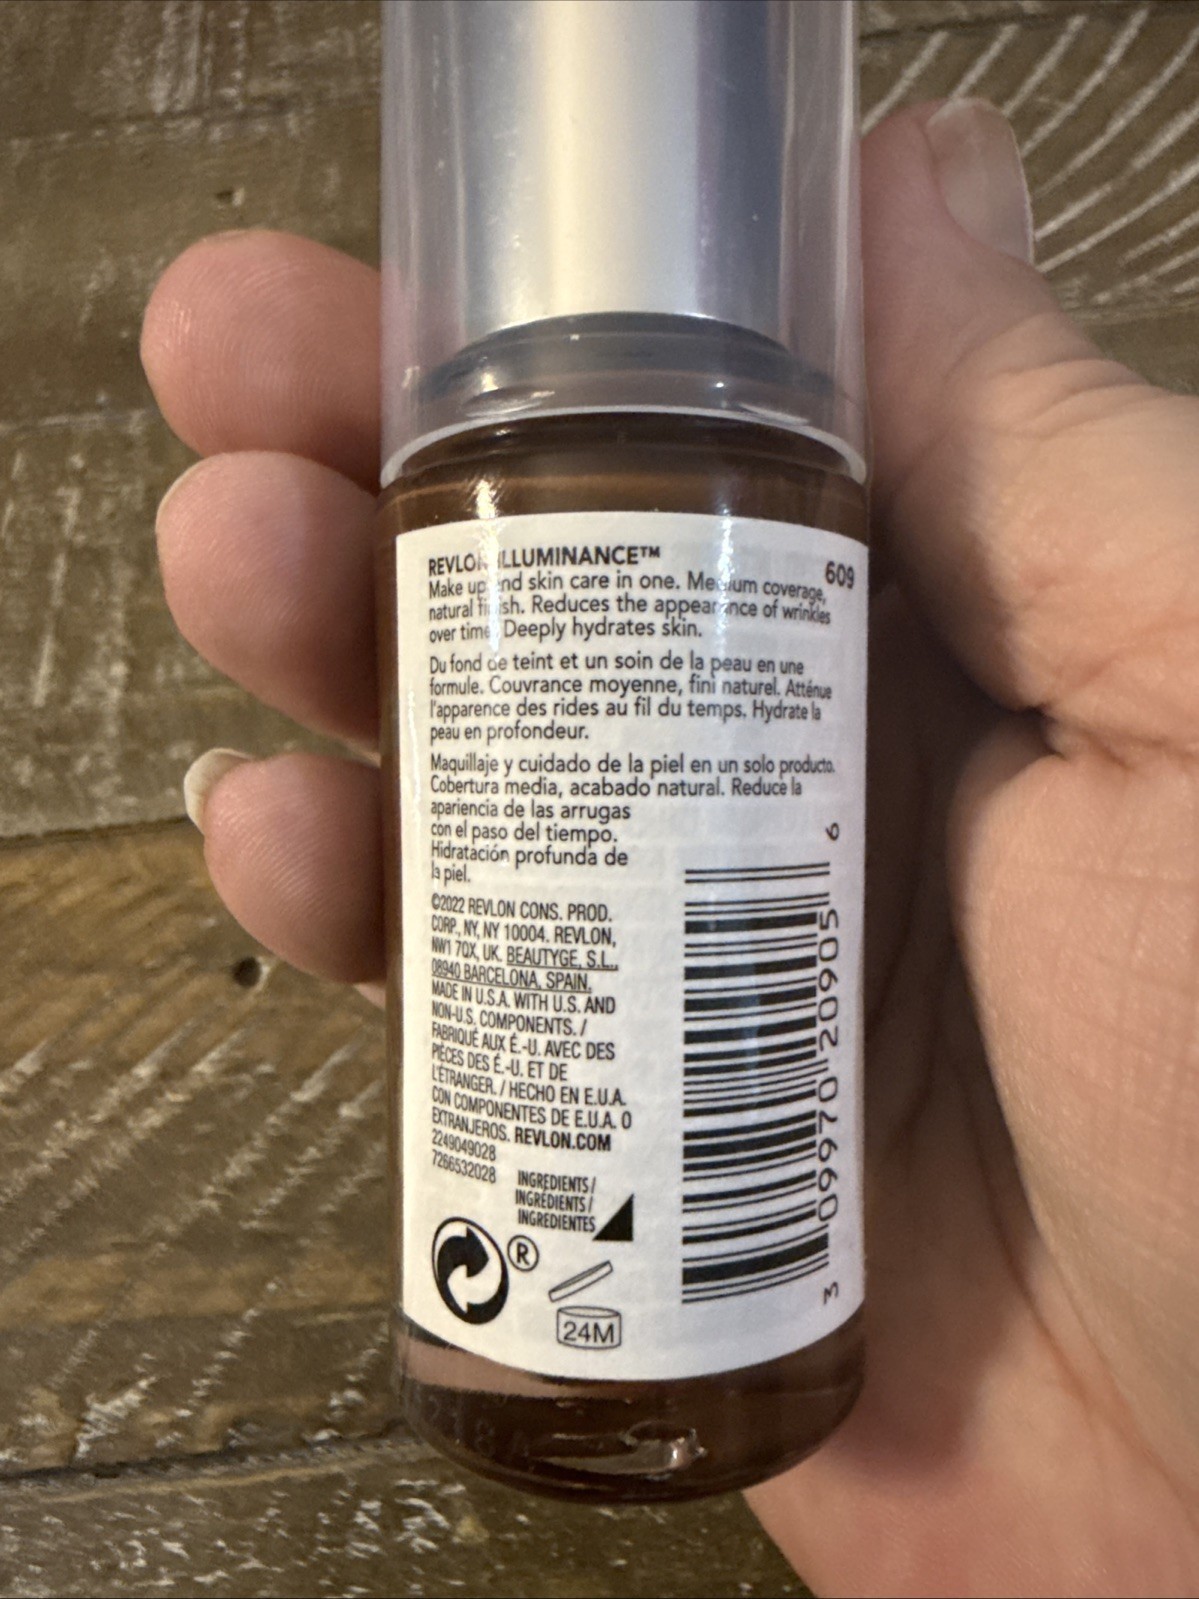 REVLON ILLUMINANCE™
609
Make up and skin care in one. Medium coverage,
natural finish. Reduces the appearance of wrinkles
over time. Deeply hydrates skin.
Du fond de teint et un soin de la peau en une
formule. Couvrance moyenne, fini naturel. Atténue
l'apparence des rides au fil du temps. Hydrate la
peau en profondeur.
Maquillaje y cuidado de la piel en un solo producto.
Cobertura media, acabado natural. Reduce la
apariencia de las arrugas
con el paso del tiempo.
Hidratación profunda de
la piel.
©2022 REVLON CONS. PROD.
CORP., NY, NY 10004. REVLON,
NW1 7QX, UK. BEAUTYGE, S.L.,
08940 BARCELONA, SPAIN.
MADE IN U.S.A. WITH U.S. AND
NON-U.S. COMPONENTS. /
FABRIQUÉ AUX É.-U. AVEC DES
PIÈCES DES É.-U. ET DE
L'ÉTRANGER. / HECHO EN E.U.A.
CON COMPONENTES DE E.U.A. O
EXTRANJEROS. REVLON.COM
2249049028
7266532028
INGREDIENTS /
INGRÉDIENTS /
INGREDIENTES
®
24M
3 09970 20905 6